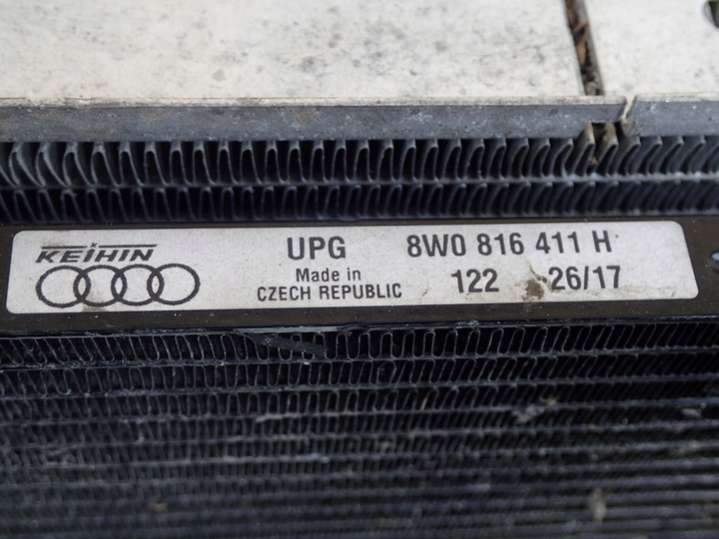 KEIHIN UPG 8W0 816 411 H
Made in
CZECH REPUBLIC 122 26/17